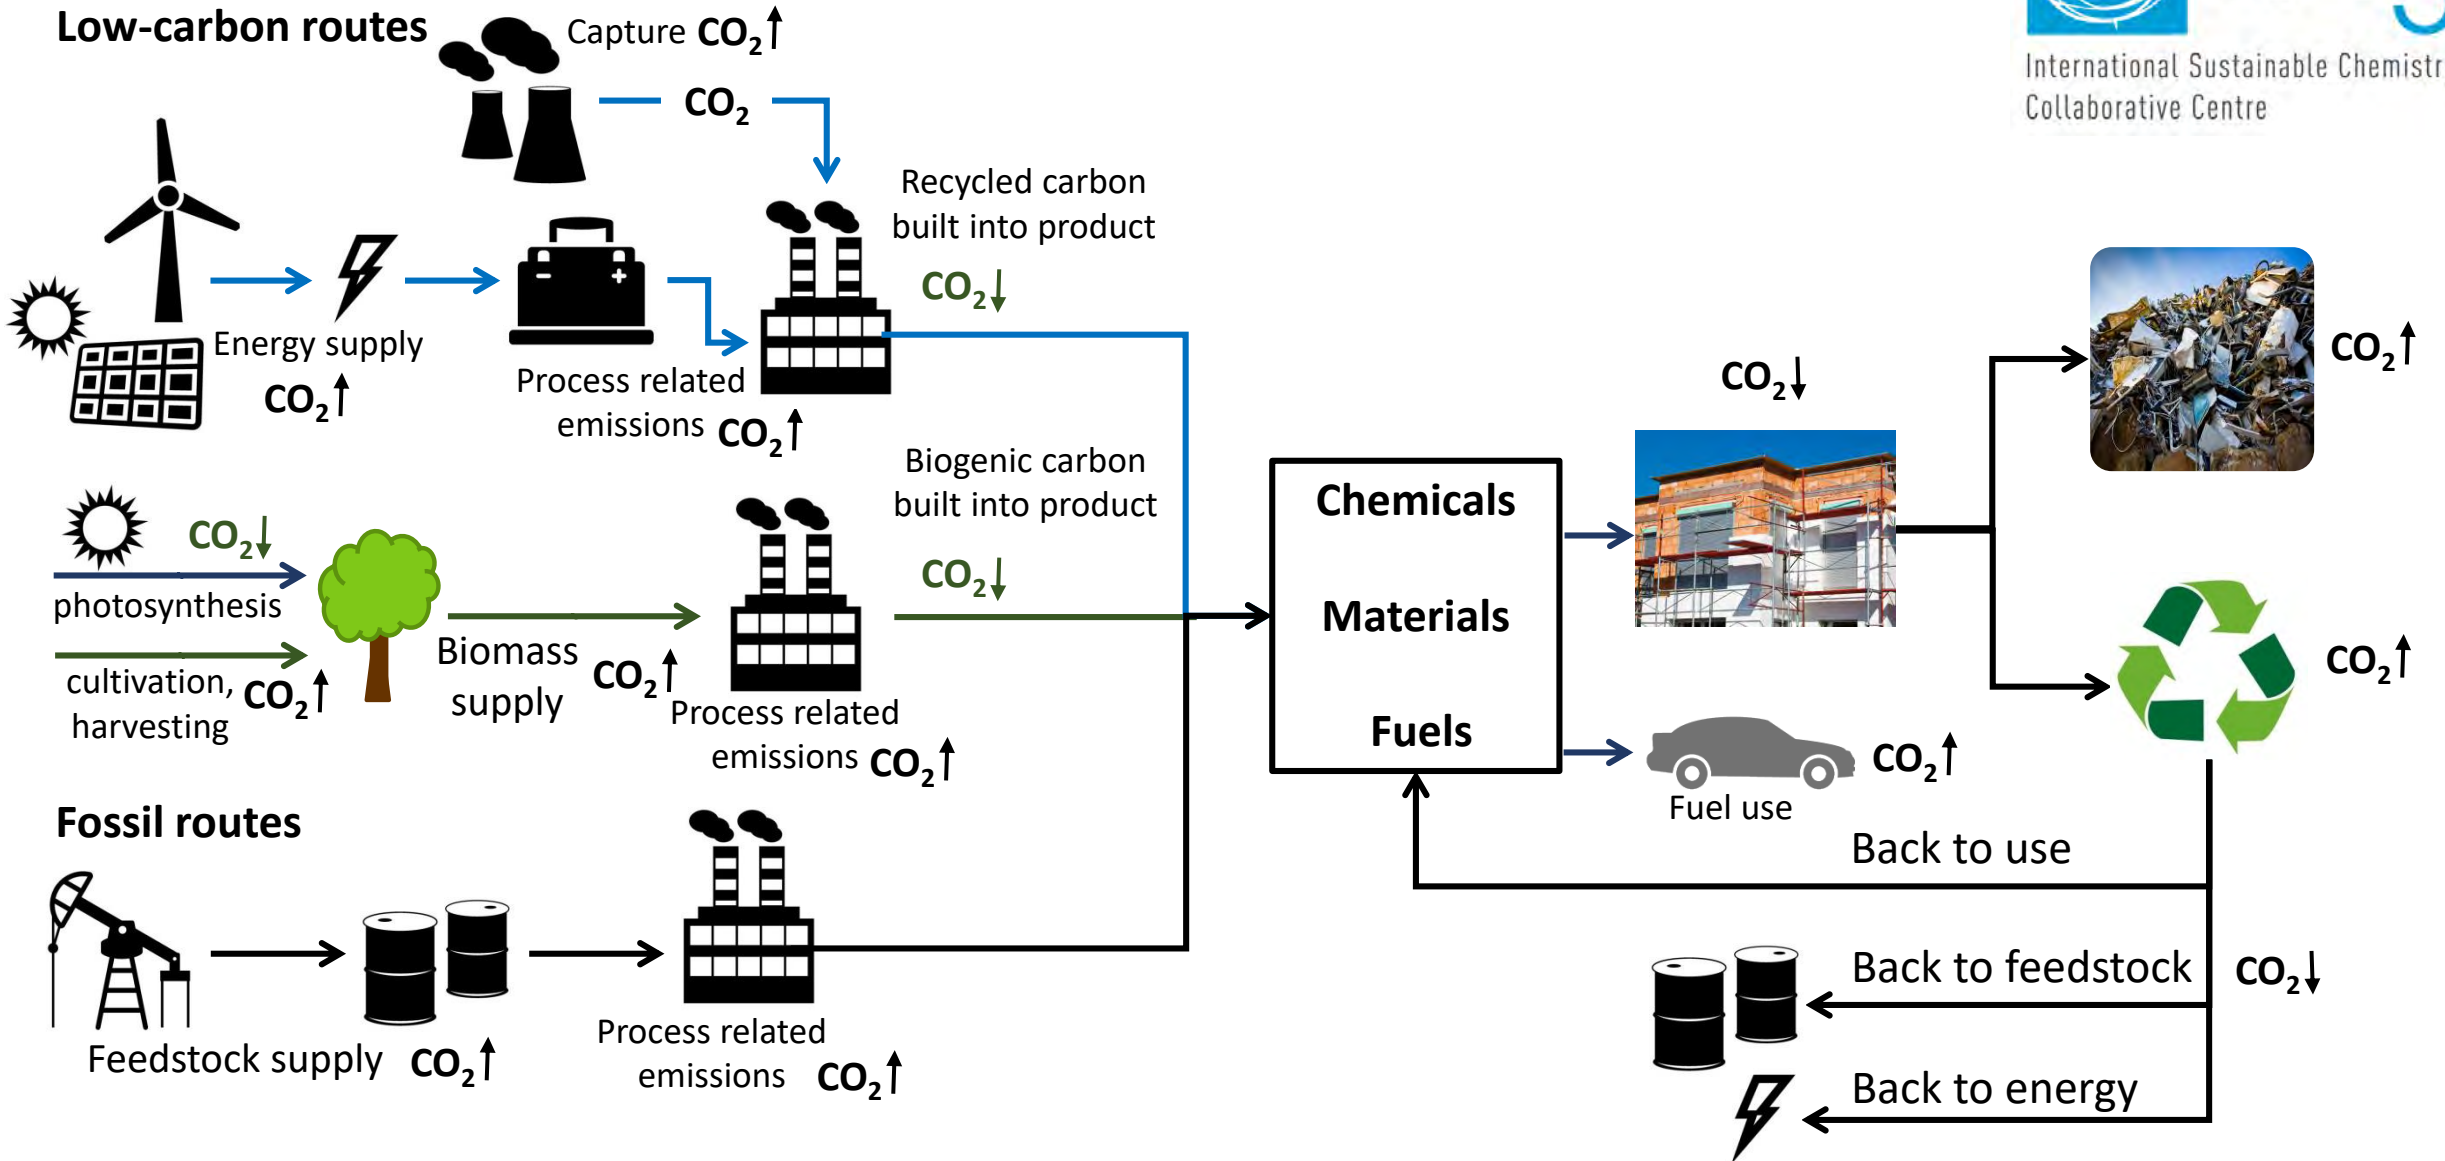 Low-carbon routes
Capture CO₂↑
CO₂
International Sustainable Chemistr
Collaborative Centre
Recycled carbon
built into product
CO₂↓
Energy supply
CO₂↑
Process related
emissions CO₂↑
Biogenic carbon
built into product
CO₂↓
CO₂↓
photosynthesis
cultivation, CO₂↑
harvesting
Biomass
supply CO₂↑
Process related
emissions CO₂↑
Fossil routes
Feedstock supply CO₂↑
Process related
emissions CO₂↑
Chemicals
Materials
Fuels
CO₂↓
CO₂↑
CO₂↑
CO₂↑
Fuel use
Back to use
Back to feedstock CO₂↓
Back to energy